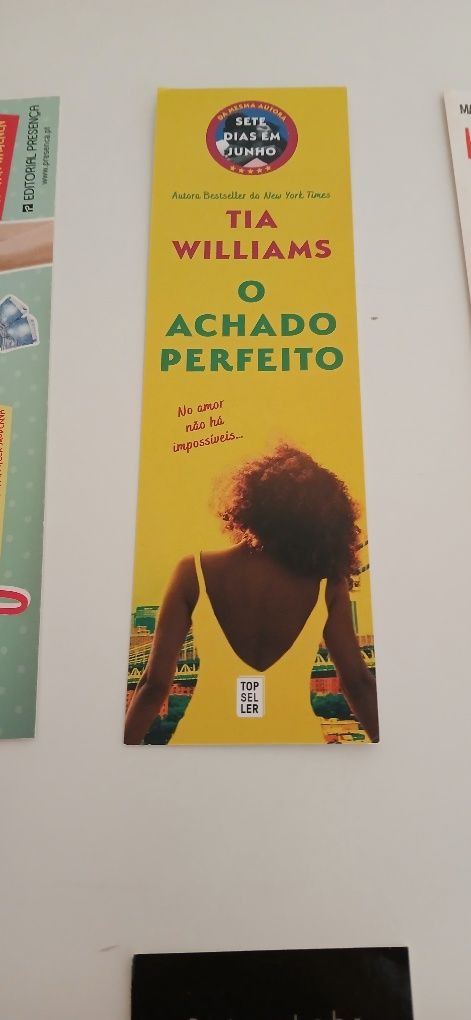 DA MESMA AUTORA
SETE
DIAS EM
JUNHO
Autora Bestseller do New York Times
TIA
WILLIAMS
O
ACHADO
PERFEITO
No amor
não há
impossíveis...
TOP
SEL
LER
EDITORIAL PRESENÇA
www.presenca.pt